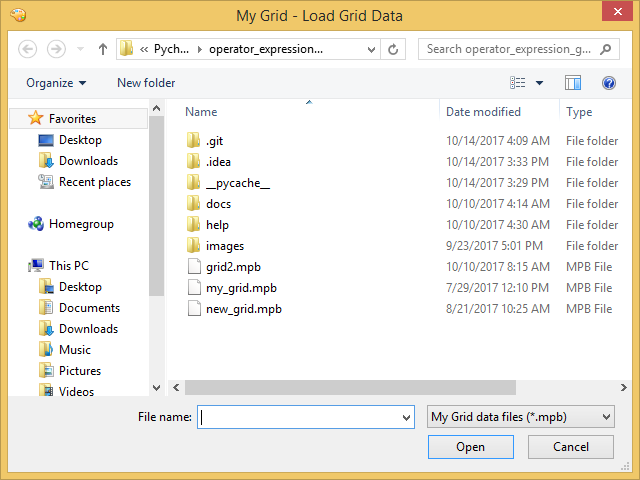 My Grid - Load Grid Data
« Pych... operator_expression...
Search operator_expression_g...
Organize New folder
Name Date modified Type
Favorites
Desktop
Downloads
Recent places
Homegroup
This PC
Desktop
Documents
Downloads
Music
Pictures
Videos
.git 10/14/2017 4:09 AM File folder
.idea 10/14/2017 3:33 PM File folder
__pycache__ 10/14/2017 3:29 PM File folder
docs 10/10/2017 4:14 AM File folder
help 10/10/2017 4:30 AM File folder
images 9/23/2017 5:01 PM File folder
grid2.mpb 10/10/2017 8:15 AM MPB File
my_grid.mpb 7/29/2017 12:10 PM MPB File
new_grid.mpb 8/21/2017 10:25 AM MPB File
File name: My Grid data files (*.mpb)
Open Cancel